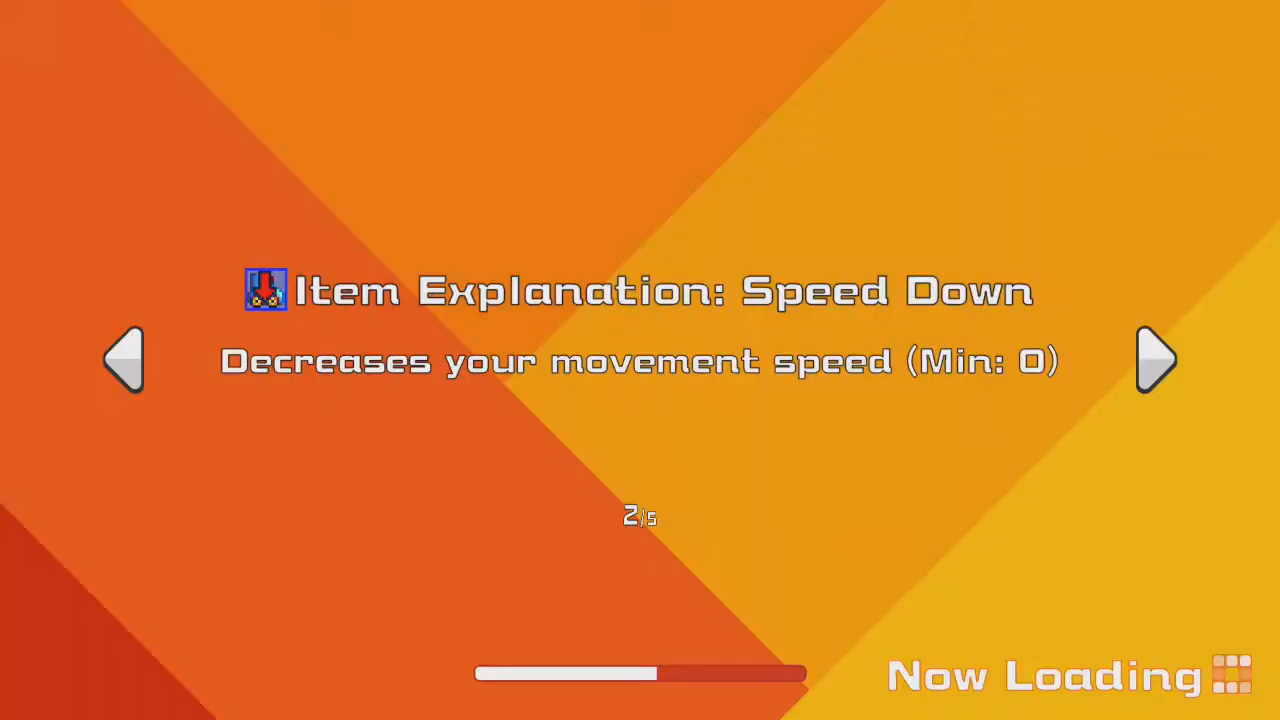 Item Explanation: Speed Down
Decreases your movement speed (Min: 0)
2/5
Now Loading